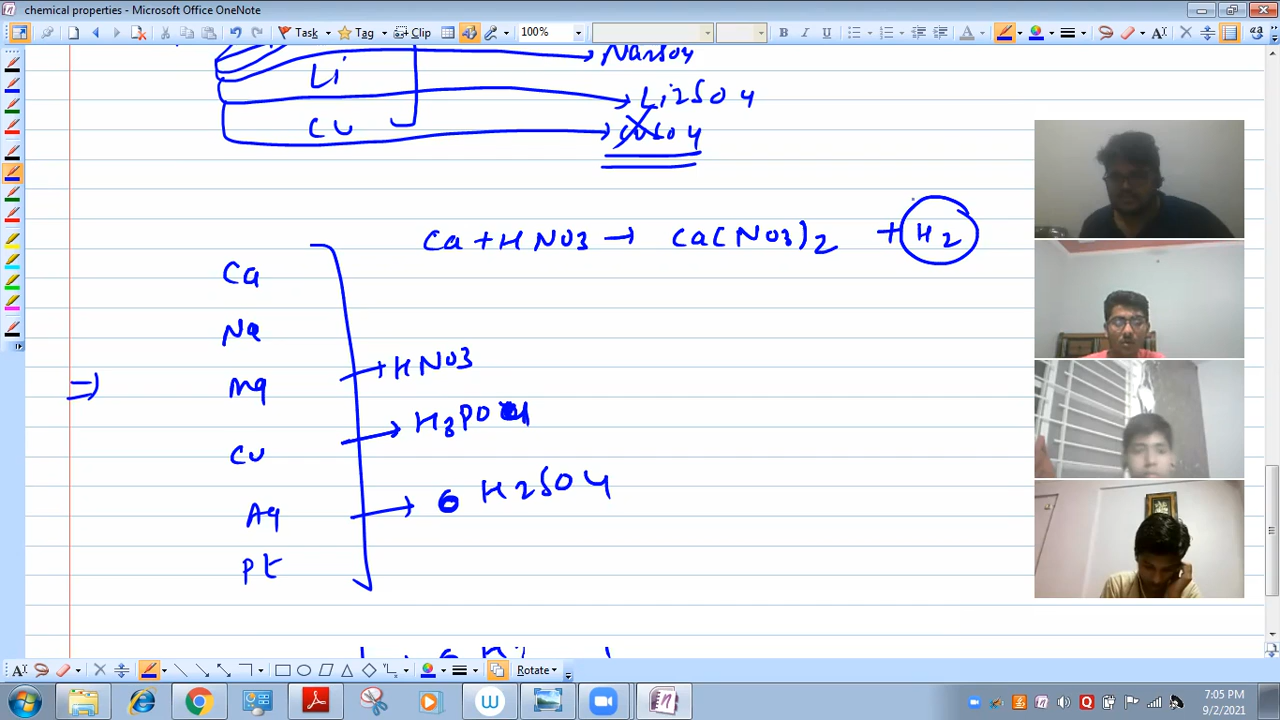 chemical properties - Microsoft Office OneNote
Task Tag Clip 100%
Na2SO4
Li
Li2SO4
Cu
CuSO4
Ca + HNO3 → Ca(NO3)2 + H2
Ca
Na
+HNO3
=) Mg
H3PO4
Cu
H2SO4
Ag
Pt
Rotate
7:05 PM
9/2/2021